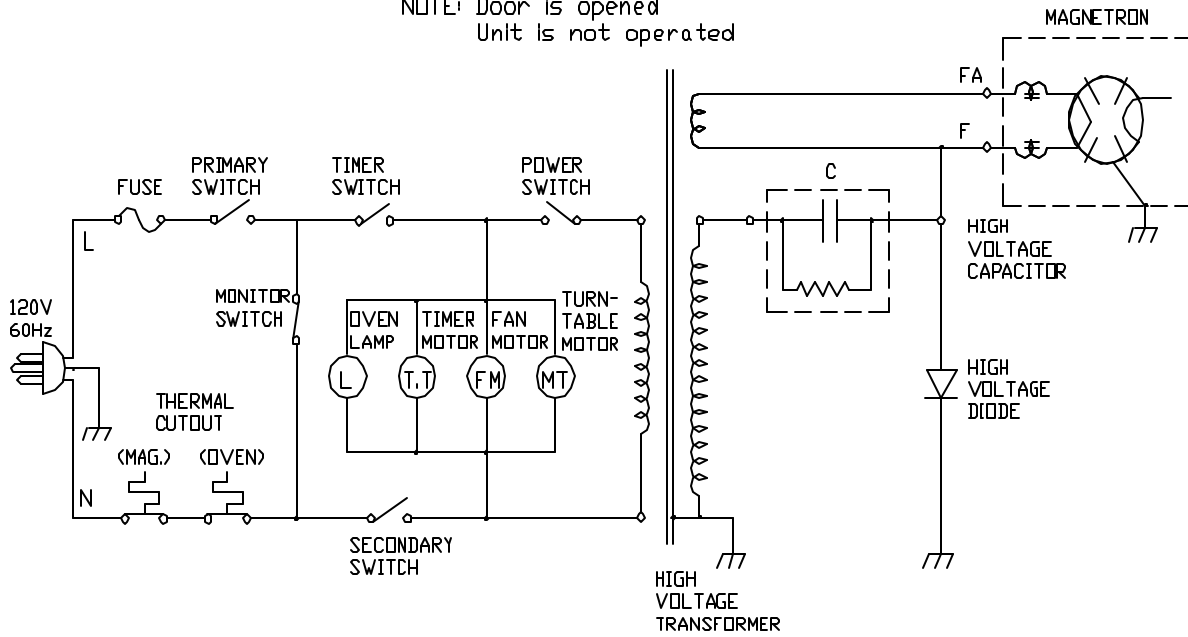 NOTE: Door is opened
Unit is not operated
MAGNETRON
FA
F
C
PRIMARY
SWITCH
TIMER
SWITCH
POWER
SWITCH
FUSE
L
HIGH
VOLTAGE
CAPACITOR
120V
60Hz
MONITOR
SWITCH
OVEN
LAMP
TIMER
MOTOR
FAN
MOTOR
TURN-
TABLE
MOTOR
L
T.T
FM
MT
HIGH
VOLTAGE
DIODE
THERMAL
CUTOUT
(MAG.)
(OVEN)
N
SECONDARY
SWITCH
HIGH
VOLTAGE
TRANSFORMER